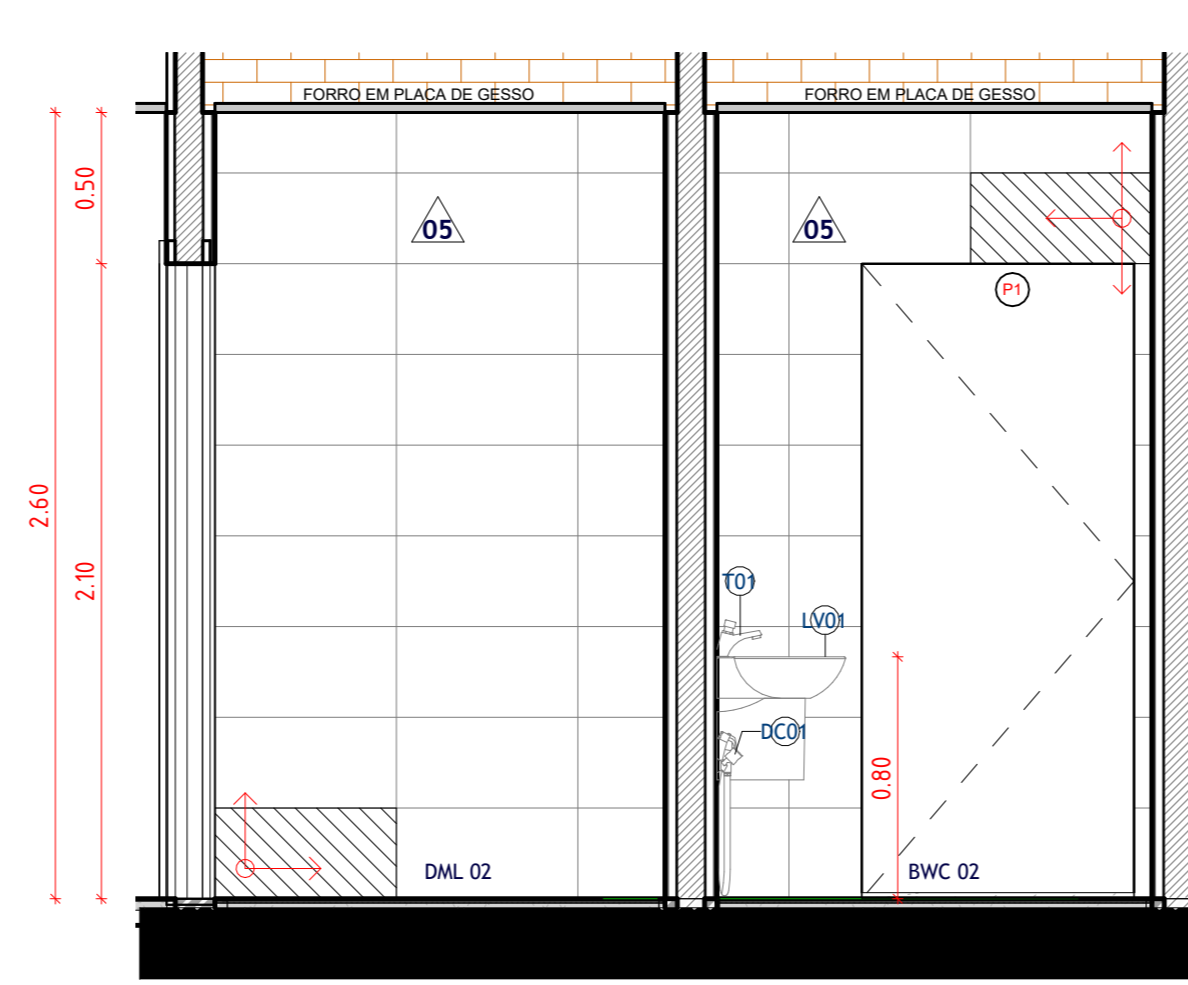 FORRO EM PLACA DE GESSO
FORRO EM PLACA DE GESSO
0.50
05
05
P1
2.60
2.10
T01
LV01
DC01
0.80
DML 02
BWC 02